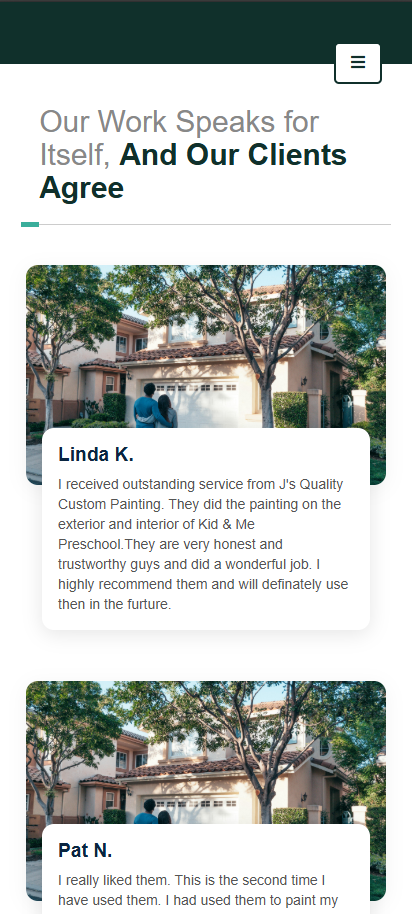 Our Work Speaks for
Itself, And Our Clients
Agree
Linda K.
I received outstanding service from J's Quality
Custom Painting. They did the painting on the
exterior and interior of Kid & Me
Preschool.They are very honest and
trustworthy guys and did a wonderful job. I
highly recommend them and will definately use
then in the furture.
Pat N.
I really liked them. This is the second time I
have used them. I had used them to paint my